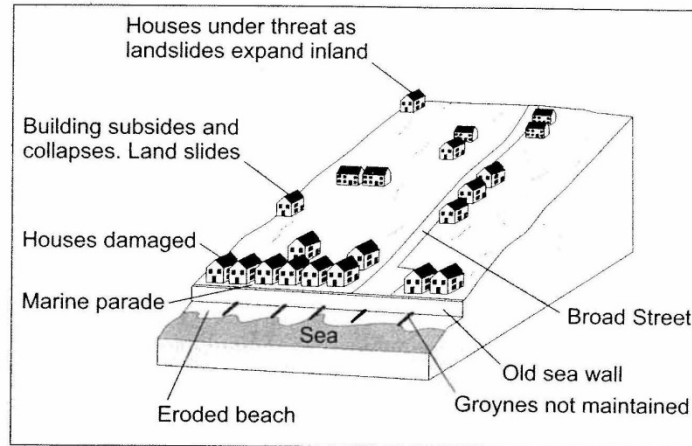 Houses under threat as
landslides expand inland
Building subsides and
collapses. Land slides
Houses damaged
Marine parade
Broad Street
Sea
Old sea wall
Groynes not maintained
Eroded beach